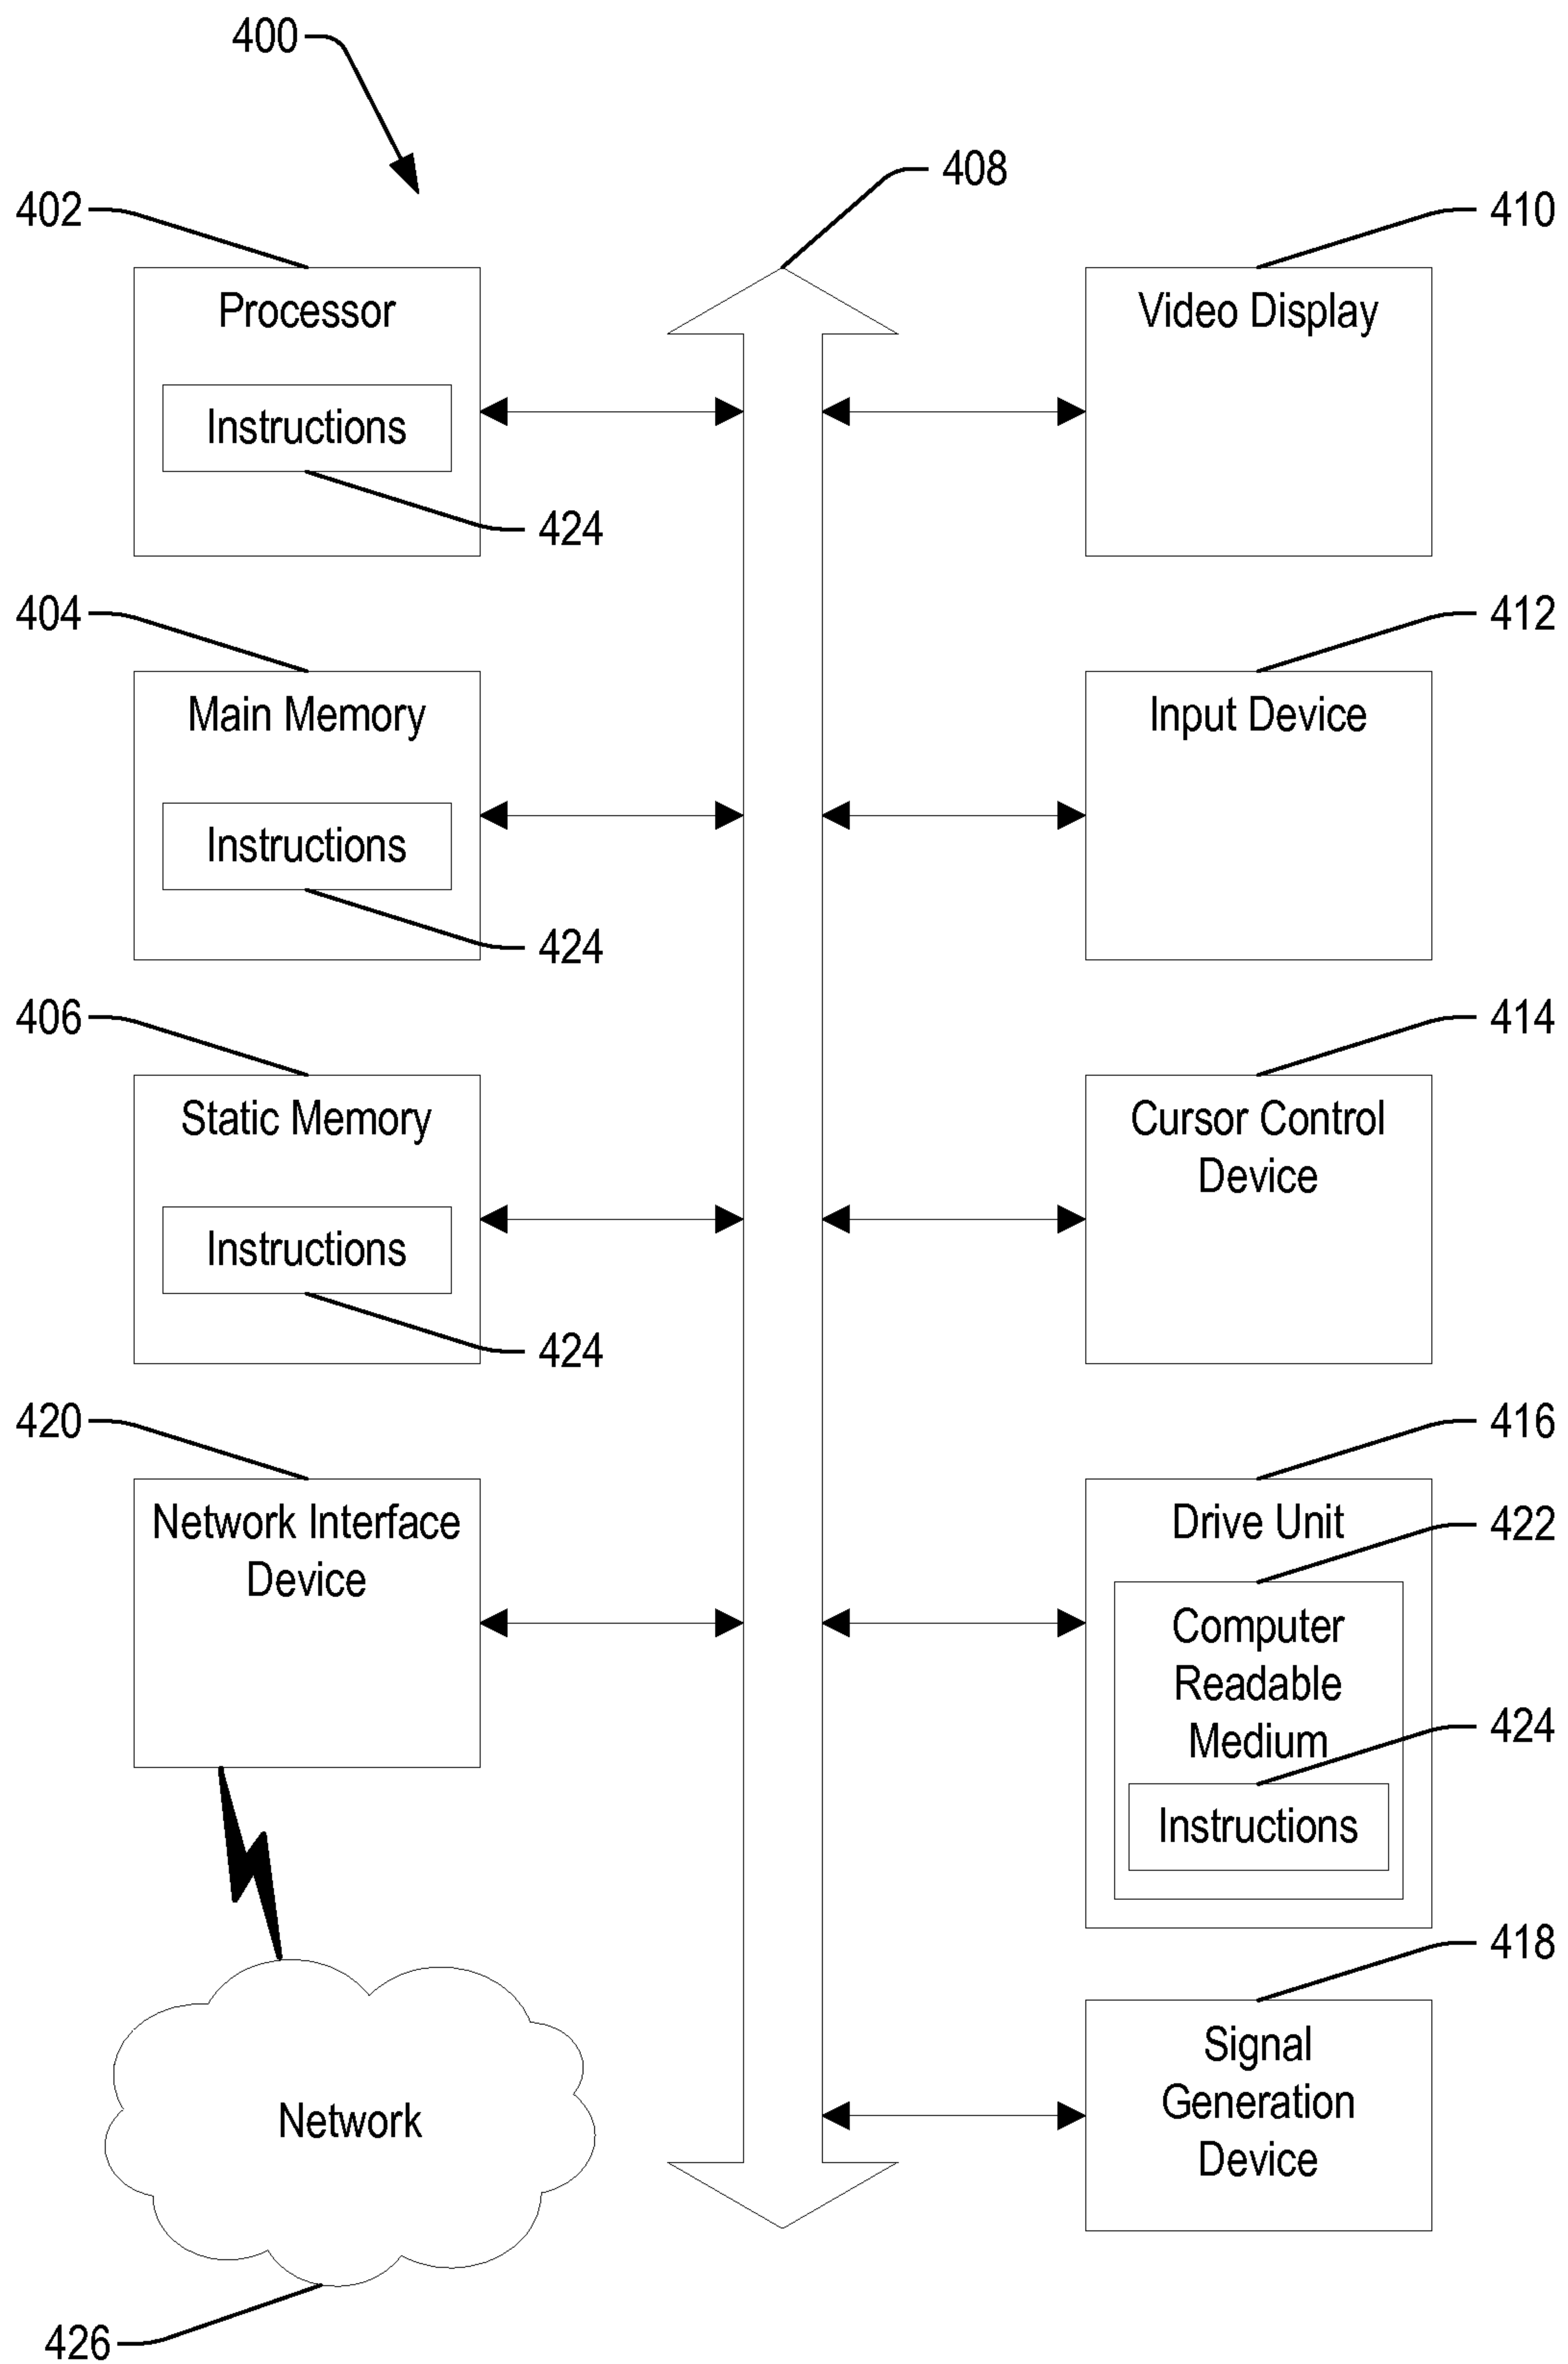 400
408
402
Processor
Instructions
424
410
Video Display
404
Main Memory
Instructions
424
412
Input Device
406
Static Memory
Instructions
424
414
Cursor Control
Device
420
Network Interface
Device
416
Drive Unit
422
Computer
Readable
Medium
424
Instructions
418
Signal
Generation
Device
Network
426